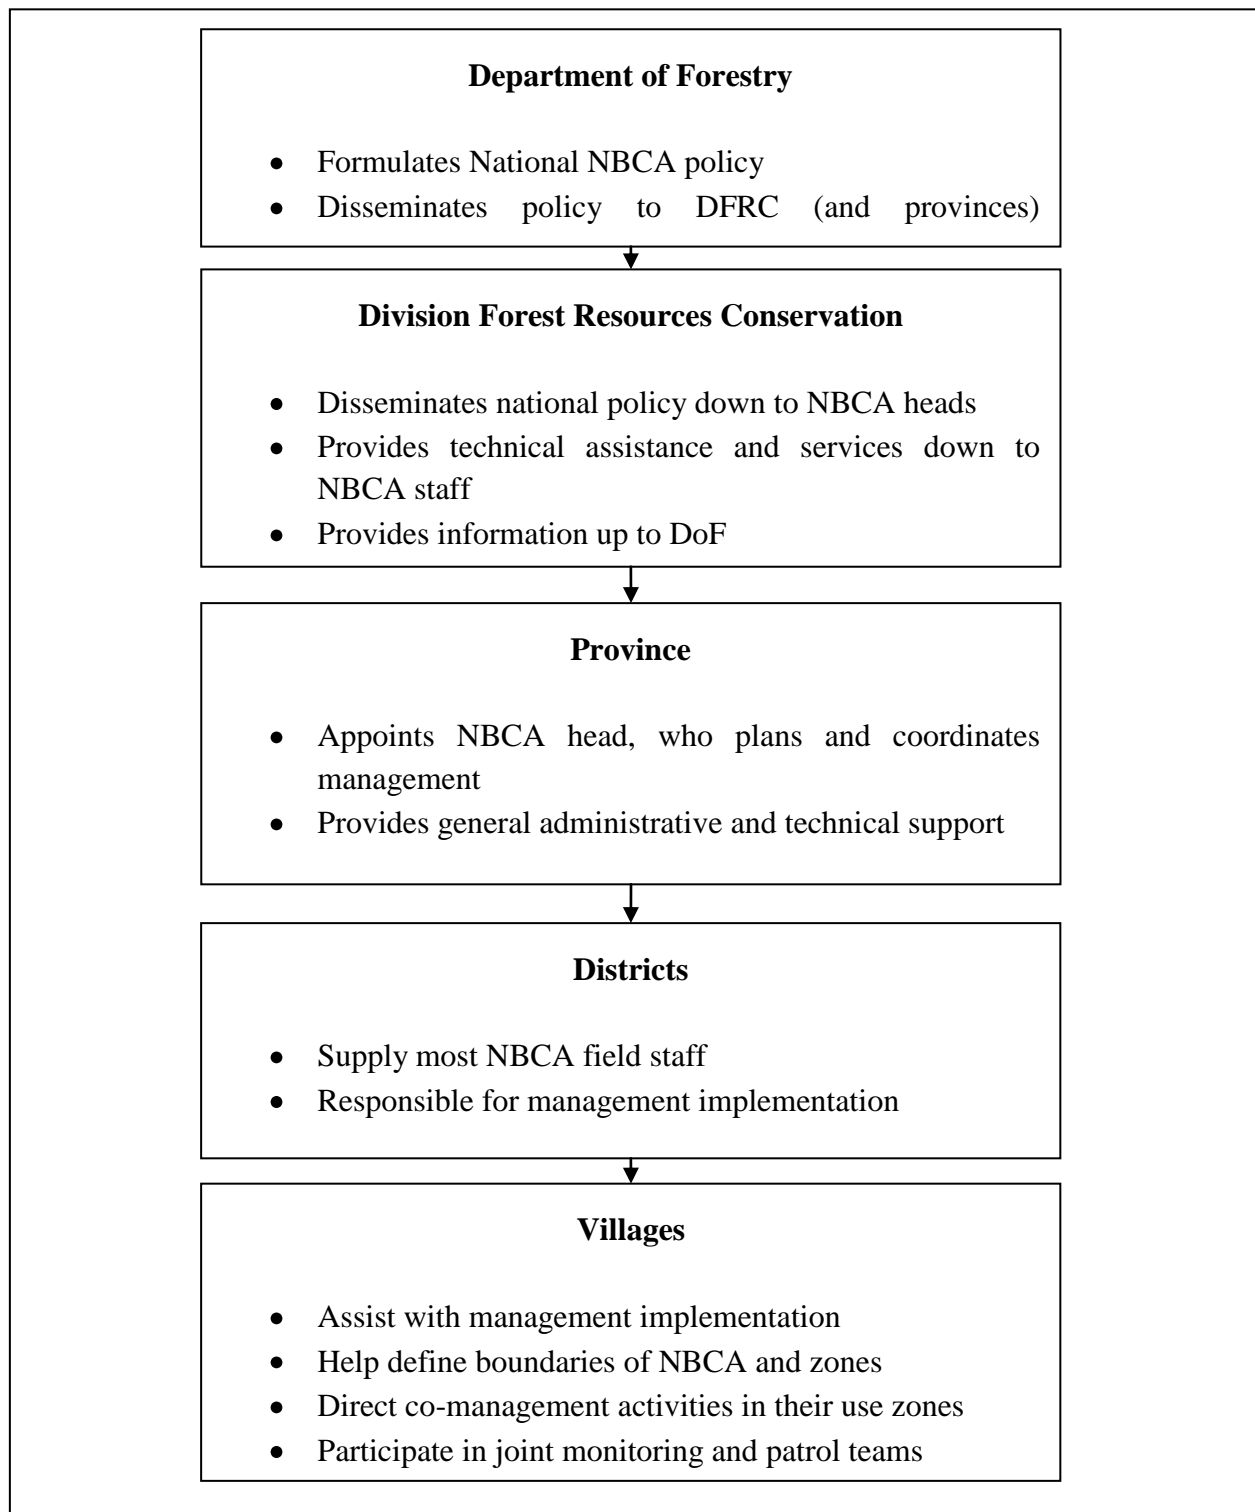 Department of Forestry
● Formulates National NBCA policy
● Disseminates policy to DFRC (and provinces)
Division Forest Resources Conservation
● Disseminates national policy down to NBCA heads
● Provides technical assistance and services down to
NBCA staff
● Provides information up to DoF
Province
● Appoints NBCA head, who plans and coordinates
management
● Provides general administrative and technical support
Districts
● Supply most NBCA field staff
● Responsible for management implementation
Villages
● Assist with management implementation
● Help define boundaries of NBCA and zones
● Direct co-management activities in their use zones
● Participate in joint monitoring and patrol teams